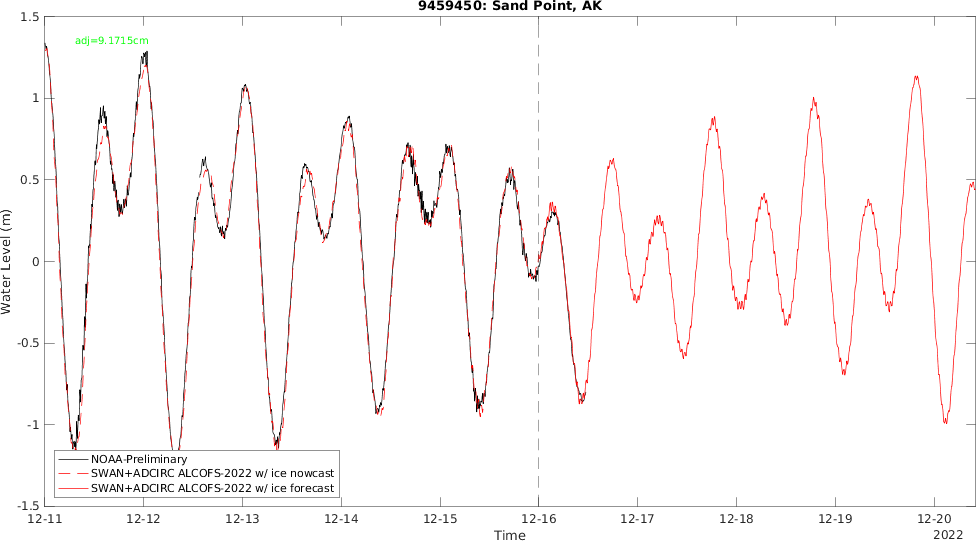 9459450: Sand Point, AK
adj=9.1715cm
Water Level (m)
1.5
1
0.5
0
-0.5
-1
-1.5
NOAA-Preliminary
SWAN+ADCIRC ALCOFS-2022 w/ ice nowcast
SWAN+ADCIRC ALCOFS-2022 w/ ice forecast
12-11 12-12 12-13 12-14 12-15 12-16 12-17 12-18 12-19 12-20
Time
2022